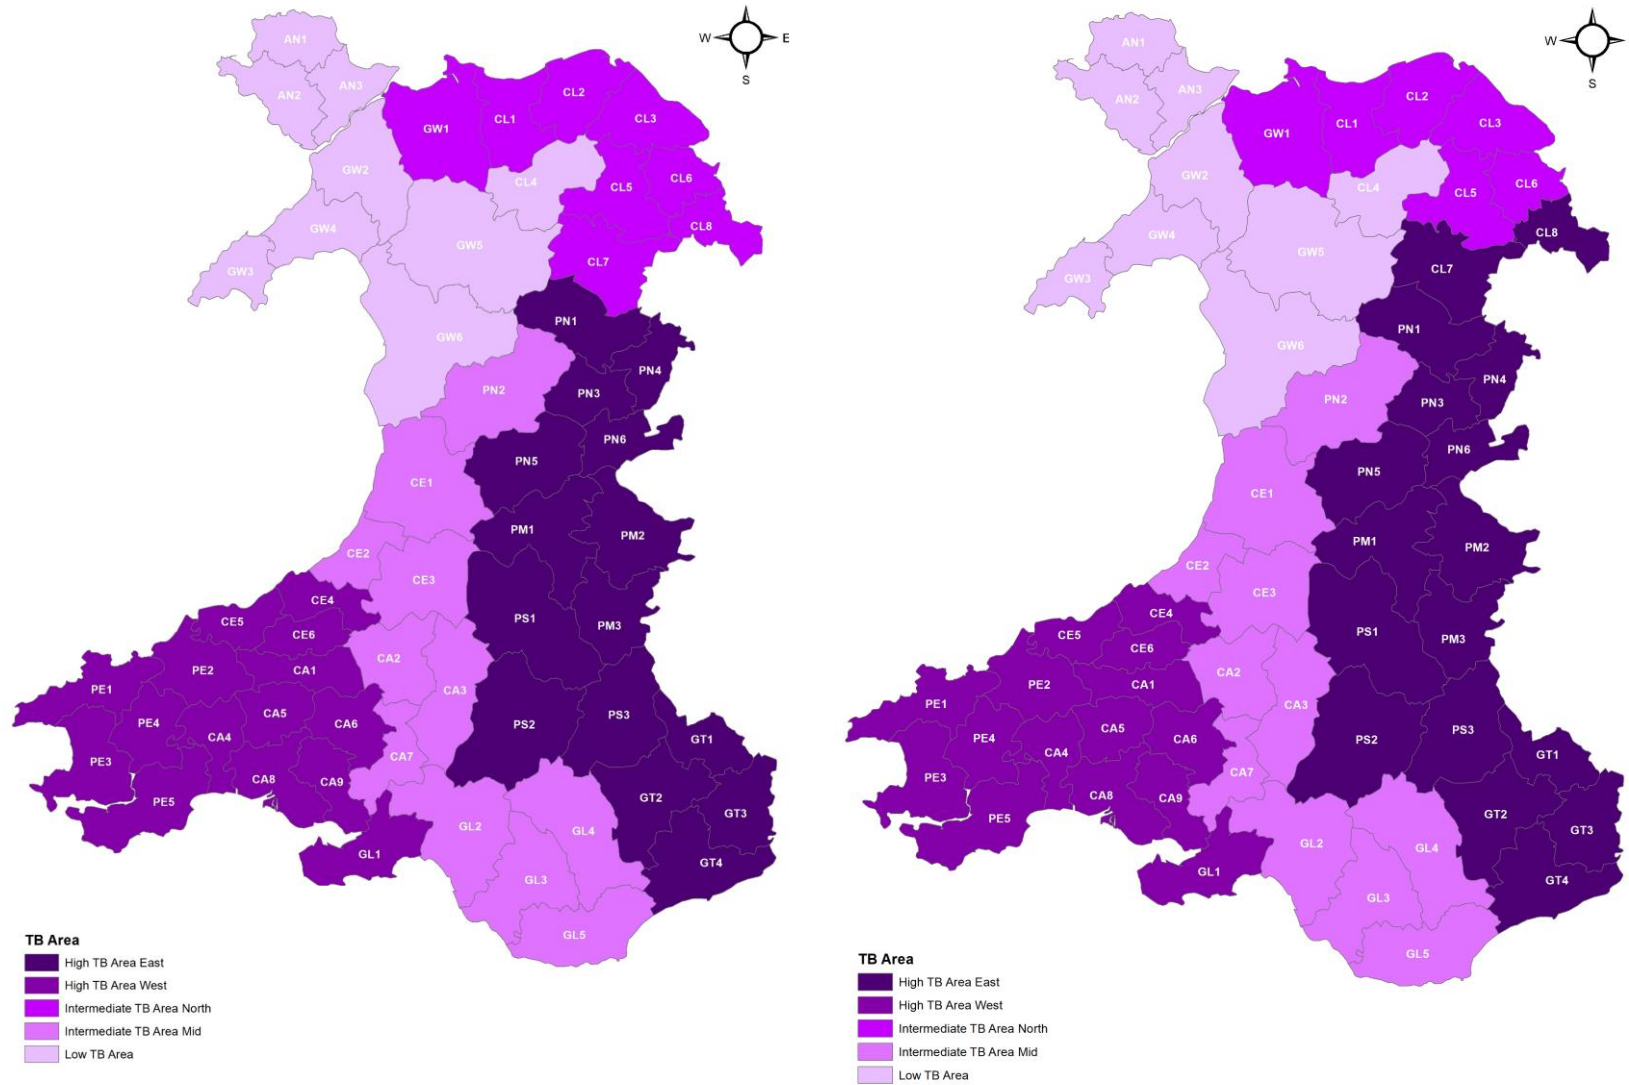 AN1
W E
S
AN3
AN2
CL2
CL1
CL3
GW1
GW2
CL4
CL6
CL5
CL8
GW4
GW5
CL7
GW3
PN1
GW6
PN4
PN2
PN3
PN6
PN5
CE1
PM1
PM2
CE2
CE3
CE4
PS1
CE5
PM3
CE6
CA2
CA1
PE2
PE1
CA3
CA5
PS3
PE4
CA6
PS2
CA4
GT1
CA7
PE3
CA8
CA9
GT2
PE5
GT3
GL2
GL4
GL1
GT4
GL3
GL5
TB Area
High TB Area East
High TB Area West
Intermediate TB Area North
Intermediate TB Area Mid
Low TB Area
AN1
W
S
AN3
AN2
CL2
CL1
CL3
GW1
GW2
CL4
CL6
CL5
CL8
GW4
GW5
CL7
GW3
PN1
GW6
PN4
PN2
PN3
PN6
PN5
CE1
PM1
PM2
CE2
CE3
CE4
PS1
CE5
PM3
CE6
CA2
CA1
PE2
PE1
CA3
CA5
PS3
PE4
CA6
PS2
CA4
GT1
CA7
PE3
CA8
CA9
GT2
PE5
GT3
GL2
GL4
GL1
GT4
GL3
GL5
TB Area
High TB Area East
High TB Area West
Intermediate TB Area North
Intermediate TB Area Mid
Low TB Area